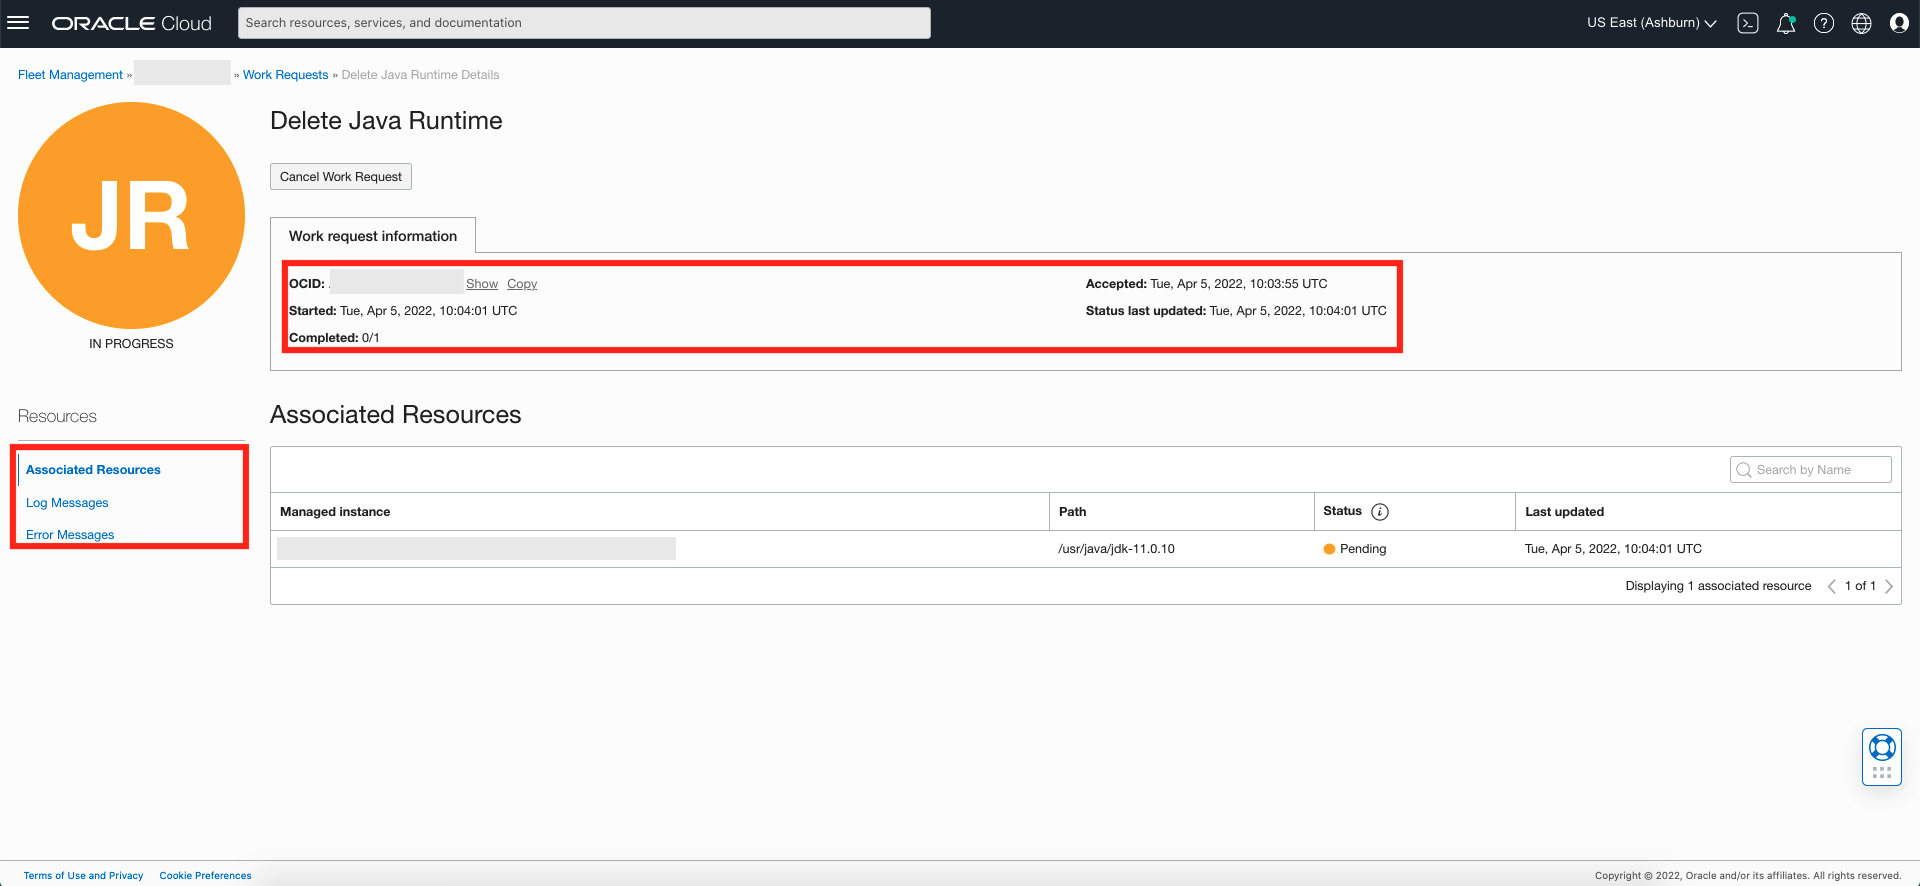 ORACLE Cloud
Search resources, services, and documentation
US East (Ashburn)
Fleet Management » » Work Requests » Delete Java Runtime Details
JR
IN PROGRESS
Delete Java Runtime
Cancel Work Request
Work request information
OCID: Show Copy
Started: Tue, Apr 5, 2022, 10:04:01 UTC
Completed: 0/1
Accepted: Tue, Apr 5, 2022, 10:03:55 UTC
Status last updated: Tue, Apr 5, 2022, 10:04:01 UTC
Resources
Associated Resources
Log Messages
Error Messages
Associated Resources
Search by Name
Managed instance Path Status i Last updated
/usr/java/jdk-11.0.10 Pending Tue, Apr 5, 2022, 10:04:01 UTC
Displaying 1 associated resource 1 of 1
Terms of Use and Privacy Cookie Preferences
Copyright © 2022, Oracle and/or its affiliates. All rights reserved.